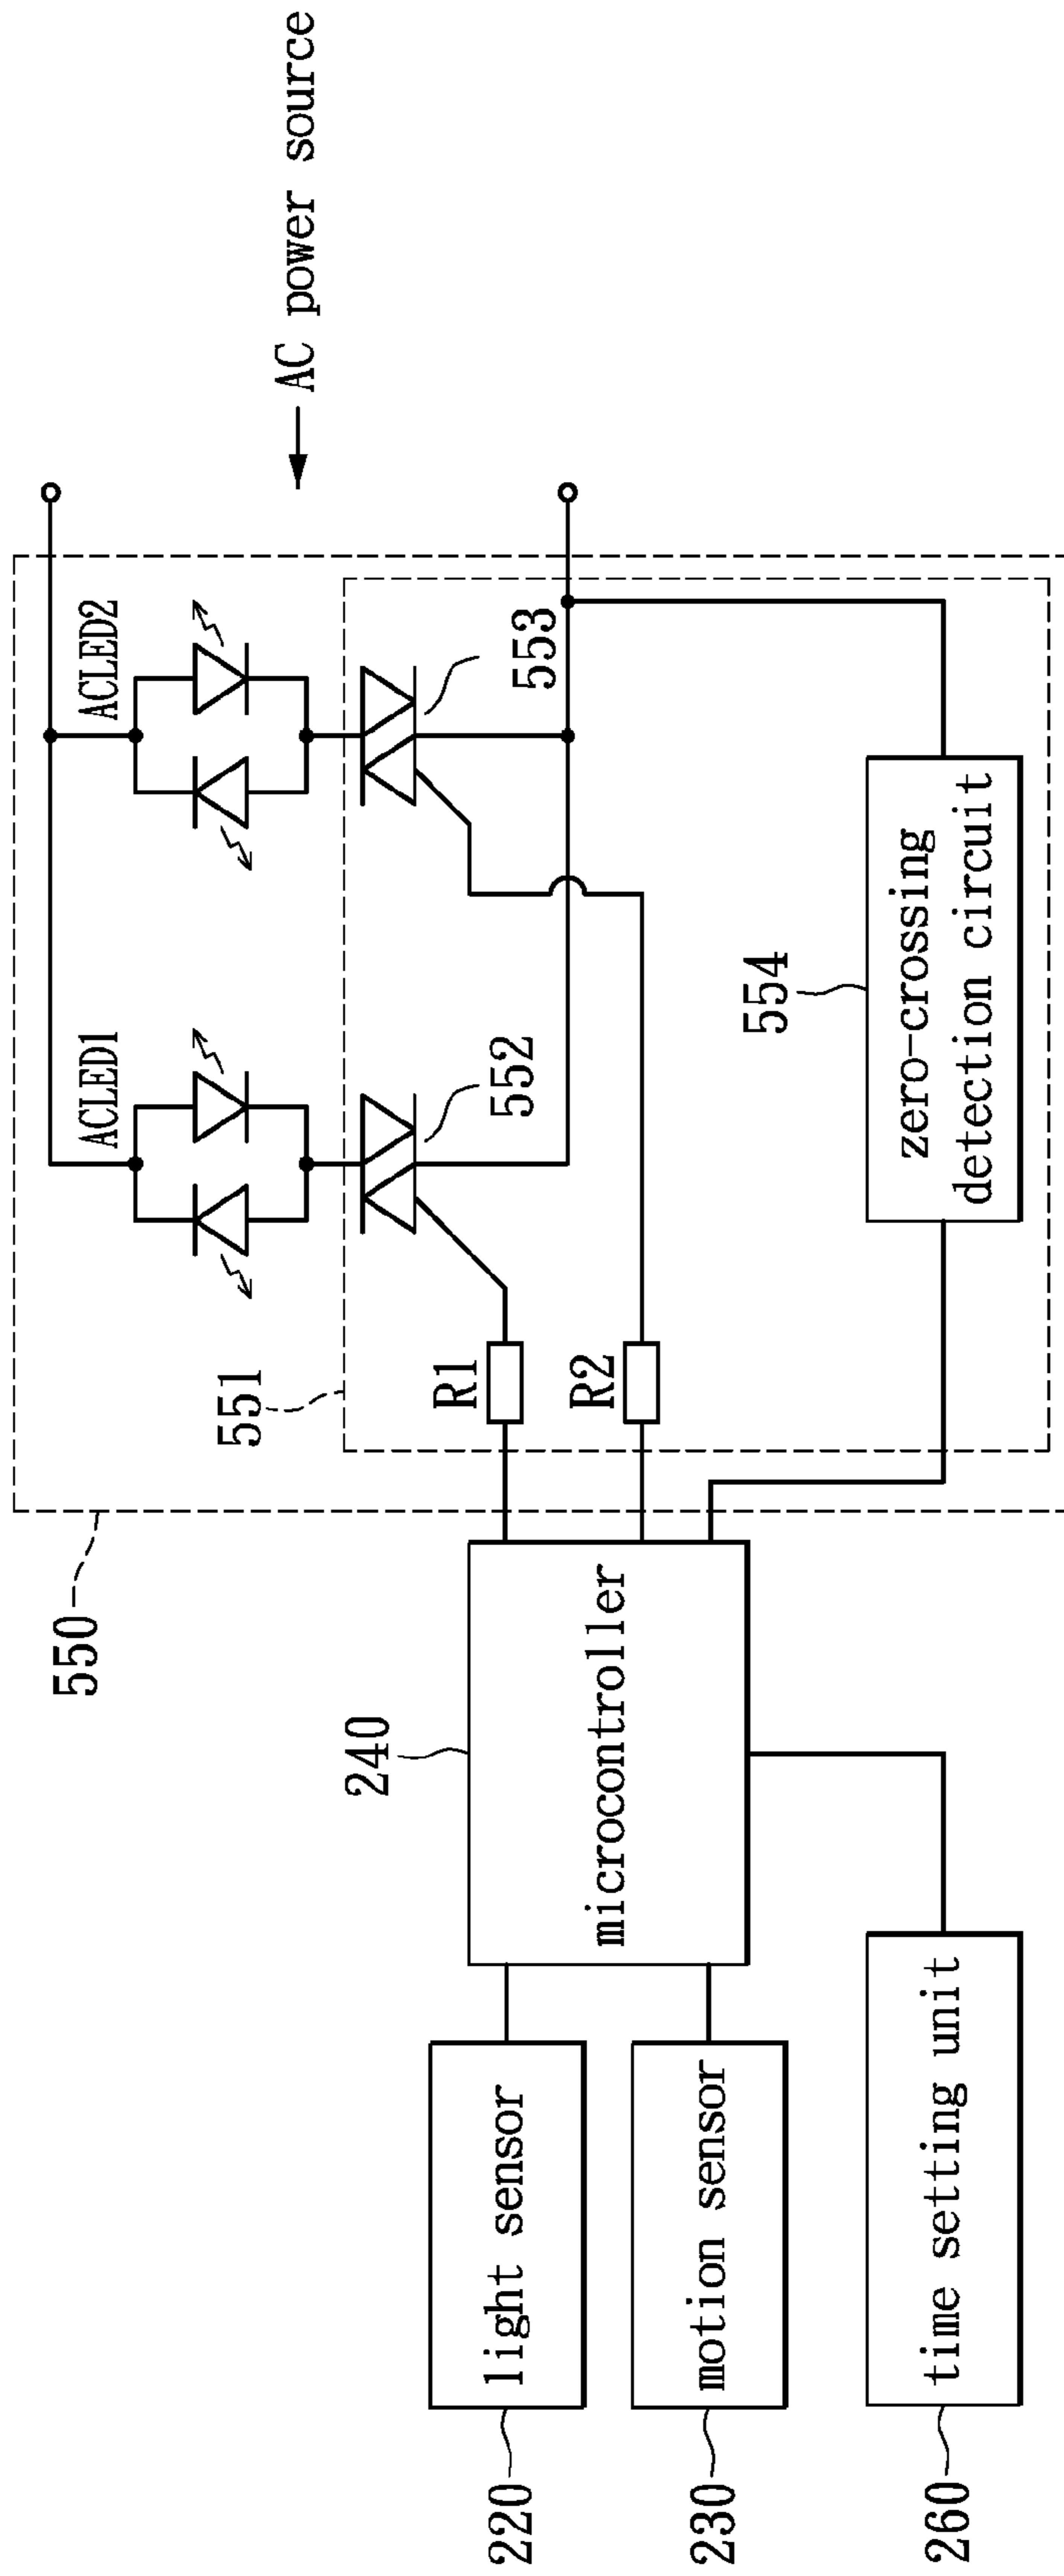 550
551
ACLED1
ACLED2
AC power source
552
553
R1
R2
554
zero-crossing
detection circuit
240
microcontroller
220
light sensor
230
motion sensor
260
time setting unit